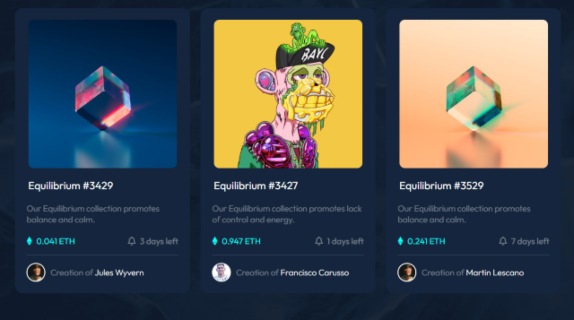 BAYC
Equilibrium #3429
Our Equilibrium collection promotes
balance and calm.
0.041 ETH
3 days left
Creation of Jules Wyvern
Equilibrium #3427
Our Equilibrium collection promotes lack
of control and energy.
0.947 ETH
1 days left
Creation of Francisco Carusso
Equilibrium #3529
Our Equilibrium collection promotes
balance and calm.
0.241 ETH
7 days left
Creation of Martin Lescano